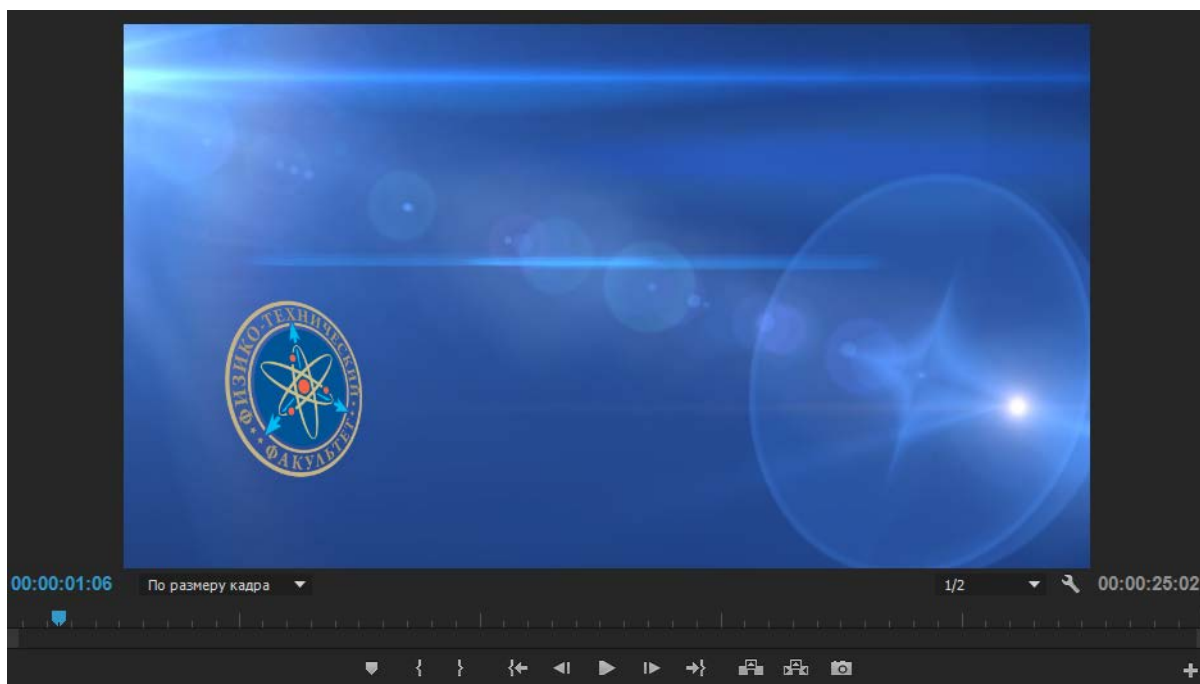 ФИЗИКО-ТЕХНИЧЕСКИЙ
ФАКУЛЬТЕТ
00:00:01:06
По размеру кадра
1/2
00:00:25:02